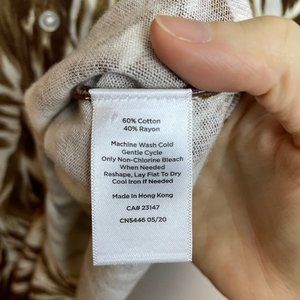 60% Cotton
40% Rayon
Machine Wash Cold
Gentle Cycle
Only Non-Chlorine Bleach
When Needed
Reshape, Lay Flat To Dry
Cool Iron If Needed
Made in Hong Kong
CA# 23147
CN5446 05/20